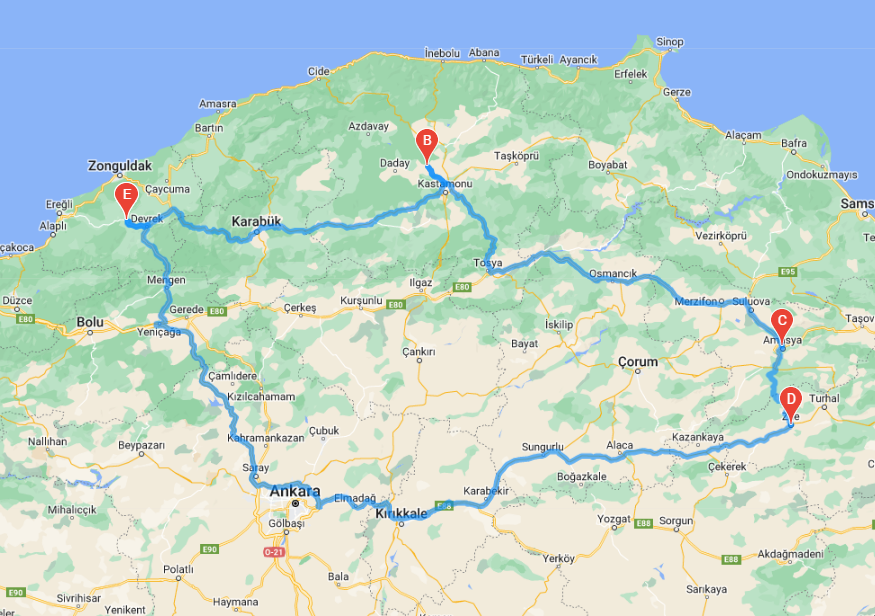 Sinop
İnebolu
Abana
Türkeli
Ayancık
Cide
Erfelek
Gerze
Amasra
Bartın
Azdavay
B
Alaçam
Bafra
Zonguldak
Daday
Taşköprü
Boyabat
Ondokuzmayıs
E
Çaycuma
Kastamonu
Ereğli
Devrek
Karabük
Sams
Alaplı
Vezirköprü
Te
çakoca
Tosya
E95
Mengen
Ilgaz
E80
Osmancık
Düzce
Gerede
E80
Çerkeş
Kurşunlu
E80
Merzifon
Suluova
E80
Bolu
Yeniçağa
İskilip
C
Taşov
Bayat
Amasya
Çankırı
Çorum
Çamlıdere
Kızılcahamam
D
Turhal
Nallıhan
Beypazarı
Kahramankazan
Çubuk
Sungurlu
Alaca
Kazankaya
Saray
Boğazkale
Çekerek
Mihalıççık
Ankara
Elmadağ
Karabekir
Kırıkkale
E88
Gölbaşı
Yozgat
E88
Sorgun
E90
O-21
E88
Akdağmadeni
Polatlı
Bala
Yerköy
E90
Sivrihisar
Haymana
Sarıkaya
Yenikent